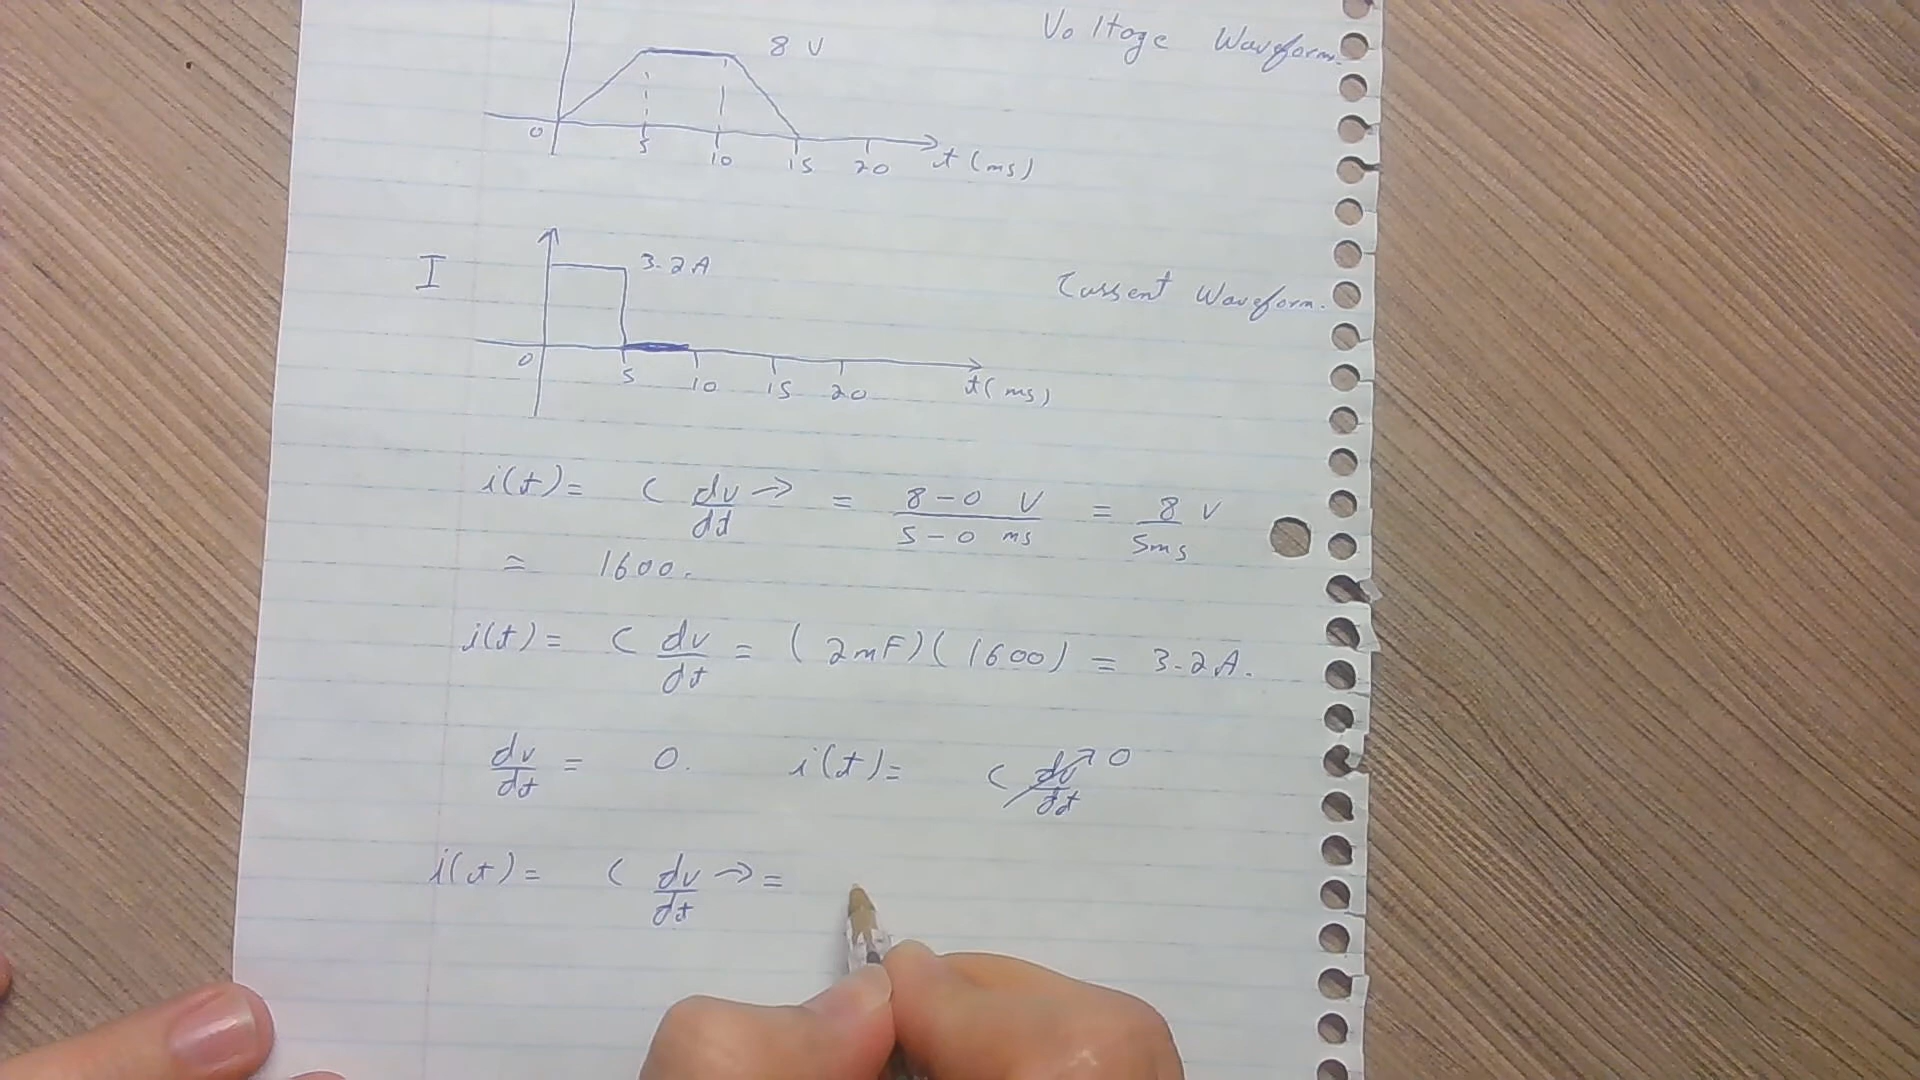 Voltage Waveform.
8 V
0 5 10 15 20 t (ms)
I 3.2A Current Waveform.
0 5 10 15 20 t(ms)
i(t) = C dv/dt → = 8-0 V / 5-0 ms = 8 V / 5ms
= 1600.
i(t) = C dv/dt = (2mF)(1600) = 3.2A.
dv/dt = 0. i(t) = C dv/dt → 0
i(t) = C dv/dt → =